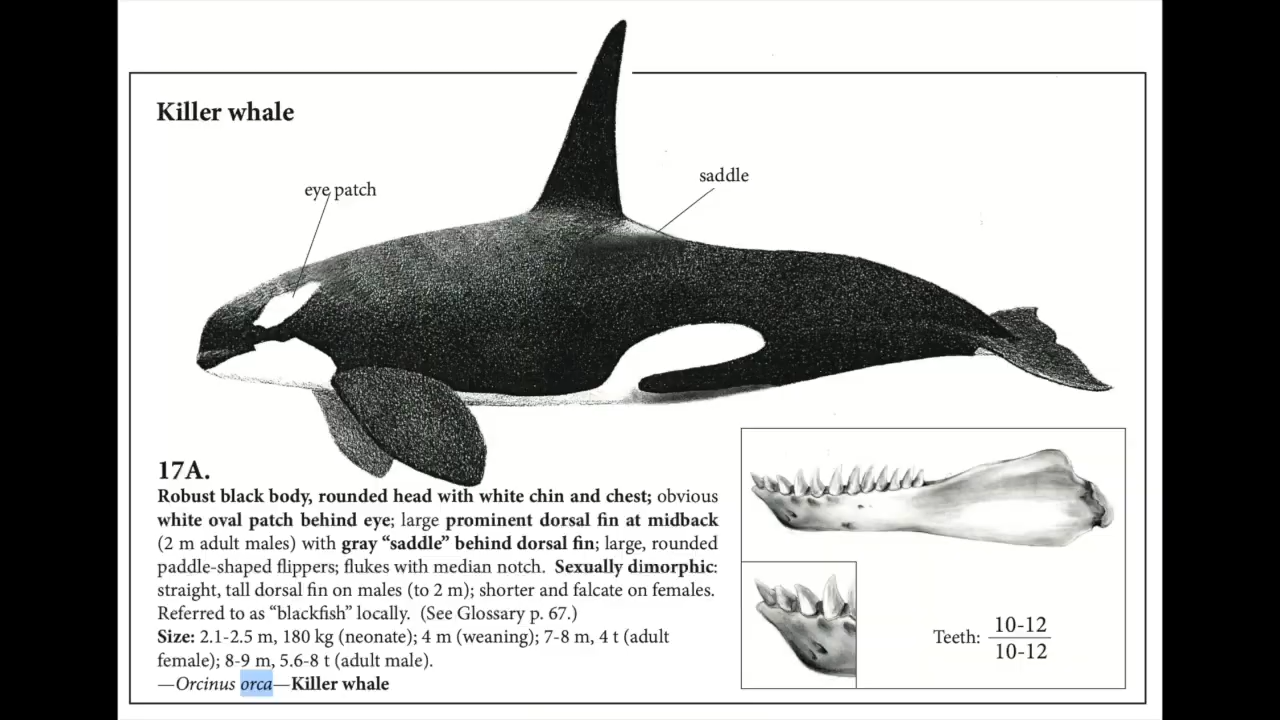 Killer whale
eye patch
saddle
17A.
Robust black body, rounded head with white chin and chest; obvious
white oval patch behind eye; large prominent dorsal fin at midback
(2 m adult males) with gray “saddle” behind dorsal fin; large, rounded
paddle-shaped flippers; flukes with median notch. Sexually dimorphic:
straight, tall dorsal fin on males (to 2 m); shorter and falcate on females.
Referred to as “blackfish” locally. (See Glossary p. 67.)
Size: 2.1-2.5 m, 180 kg (neonate); 4 m (weaning); 7-8 m, 4 t (adult
female); 8-9 m, 5.6-8 t (adult male).
—Orcinus orca—Killer whale
Teeth: 10-12
10-12